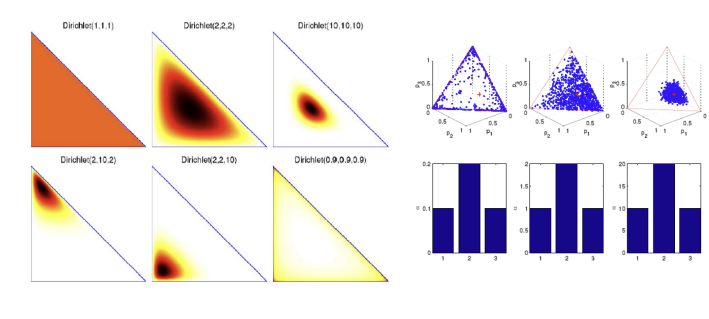 Dirichlet(1,1,1)
Dirichlet(2,2,2)
Dirichlet(10,10,10)
Dirichlet(2,10,2)
Dirichlet(2,2,10)
Dirichlet(0.9,0.9,0.9)
1
0.5
0
p3
0.5
1
p2
1
0.5
0
p1
1
0.5
0
p3
0.5
1
p2
1
0.5
0
p1
1
0.5
0
p3
0.5
1
p2
1
0.5
0
p1
0.2
0.1
0
α
1 2 3
2
1
0
α
1 2 3
20
10
0
α
1 2 3